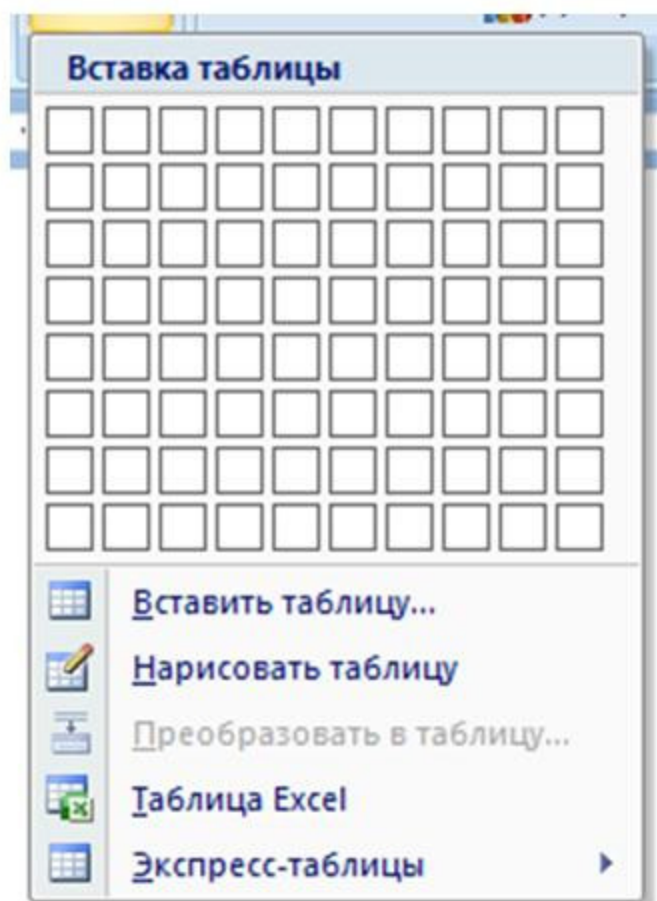 Вставка таблицы
Вставить таблицу...
Нарисовать таблицу
Преобразовать в таблицу...
Таблица Excel
Экспресс-таблицы